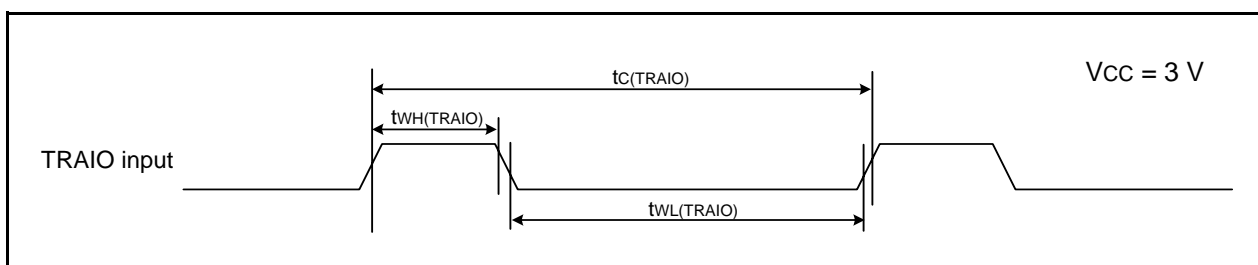 tC(TRAIO)
VCC = 3 V
tWH(TRAIO)
TRAIO input
tWL(TRAIO)